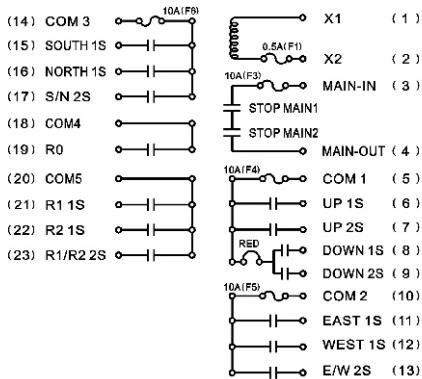 (14) COM 3 10A(F6)
(15) SOUTH 1S
(16) NORTH 1S
(17) S/N 2S
(18) COM4
(19) R0
(20) COM5
(21) R1 1S
(22) R2 1S
(23) R1/R2 2S
X1 (1)
0.5A(F1)
X2 (2)
10A(F3)
MAIN-IN (3)
STOP MAIN1
STOP MAIN2
MAIN-OUT (4)
10A(F4)
COM 1 (5)
UP 1S (6)
UP 2S (7)
RED
DOWN 1S (8)
DOWN 2S (9)
10A(F5)
COM 2 (10)
EAST 1S (11)
WEST 1S (12)
E/W 2S (13)